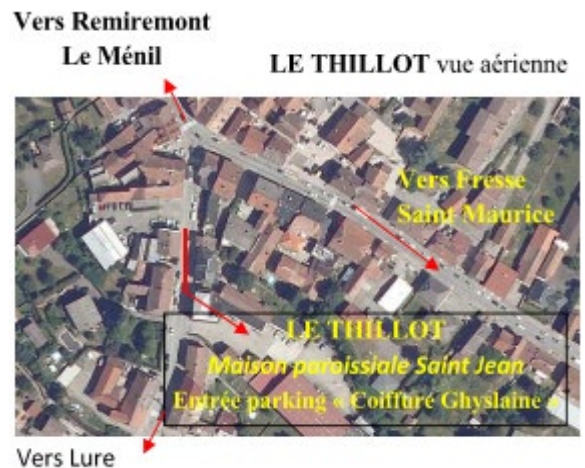 Vers Remiremont
Le Ménil
LE THILLOT vue aérienne
Vers Fresse
Saint Maurice
LE THILLOT
Maison paroissiale Saint Jean
Entrée parking « Coiffure Ghyslaine »
Vers Lure